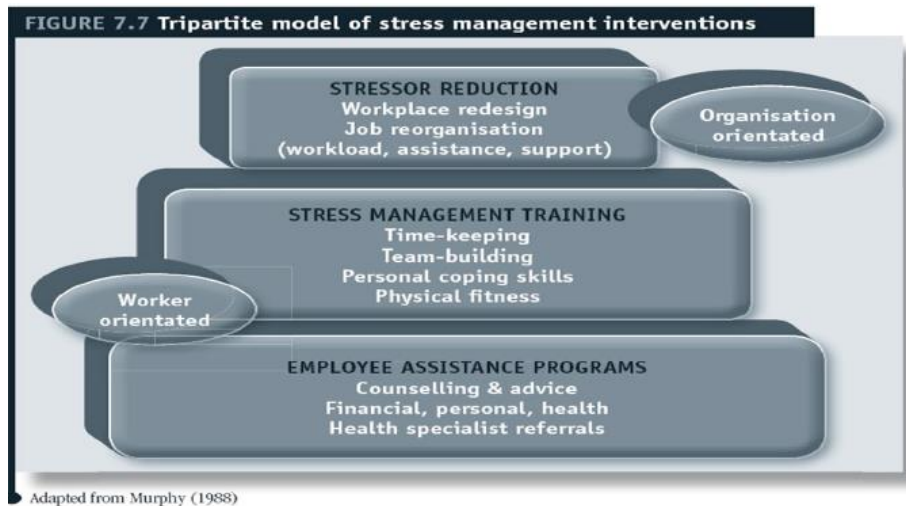 FIGURE 7.7 Tripartite model of stress management interventions
STRESSOR REDUCTION
Workplace redesign
Job reorganisation
(workload, assistance, support)
Organisation
orientated
STRESS MANAGEMENT TRAINING
Time-keeping
Team-building
Personal coping skills
Physical fitness
Worker
orientated
EMPLOYEE ASSISTANCE PROGRAMS
Counselling & advice
Financial, personal, health
Health specialist referrals
Adapted from Murphy (1988)